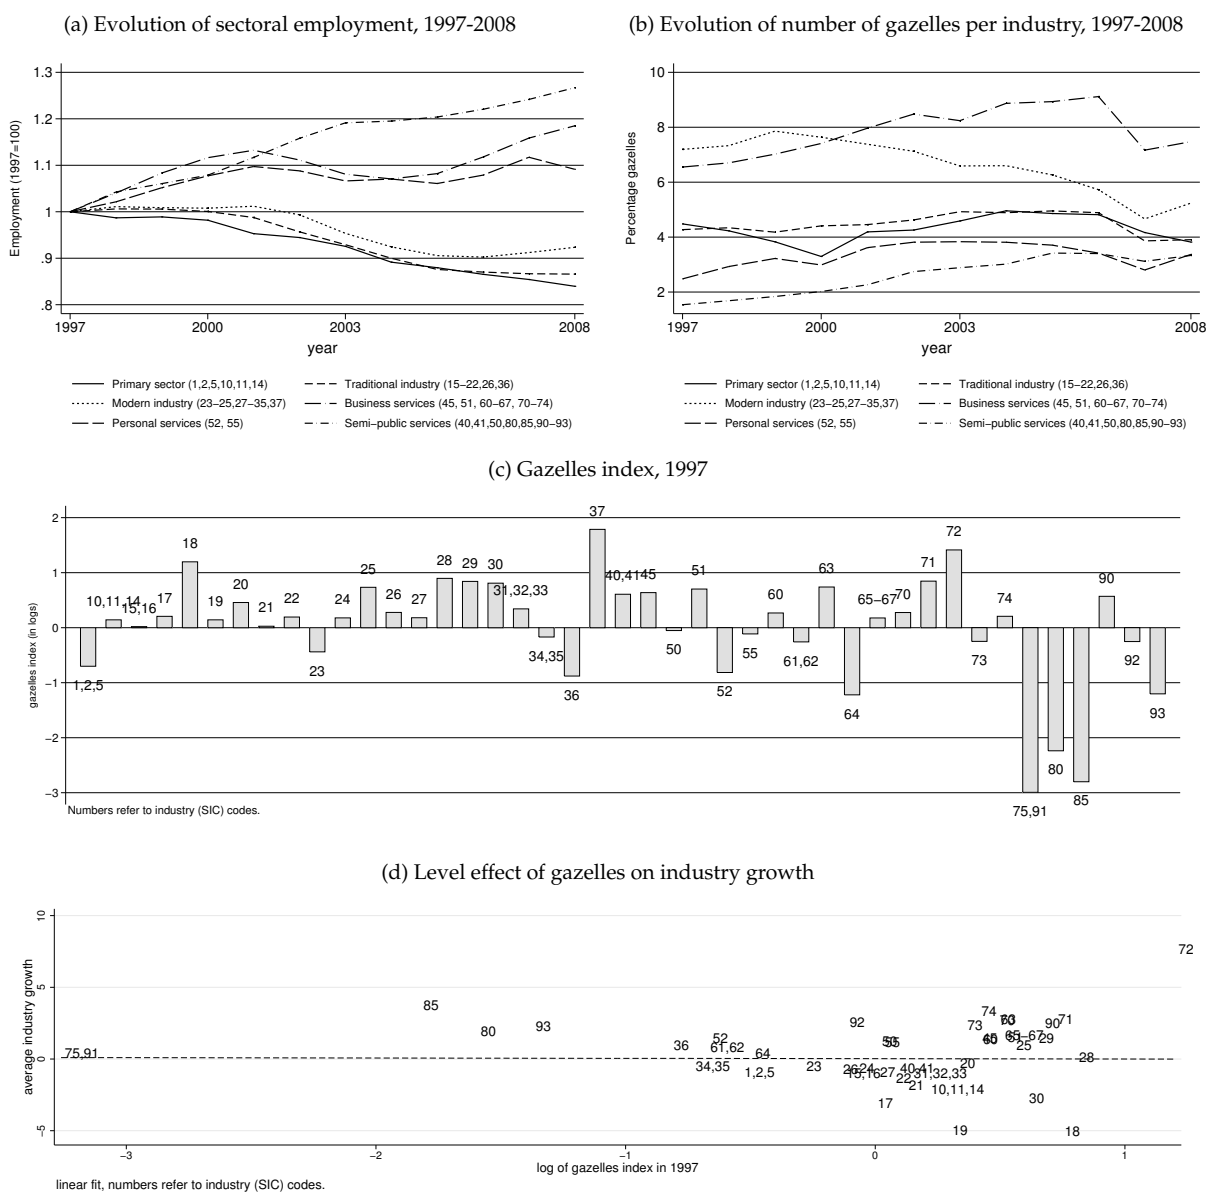 (a) Evolution of sectoral employment, 1997-2008
(b) Evolution of number of gazelles per industry, 1997-2008
Employment (1997=100)
1.3
1.2
1.1
1
.9
.8
1997 2000 2003 2008
year
Primary sector (1,2,5,10,11,14) Traditional industry (15−22,26,36)
Modern industry (23−25,27−35,37) Business services (45, 51, 60−67, 70−74)
Personal services (52, 55) Semi−public services (40,41,50,80,85,90−93)
Percentage gazelles
10
8
6
4
2
1997 2000 2003 2008
year
Primary sector (1,2,5,10,11,14) Traditional industry (15−22,26,36)
Modern industry (23−25,27−35,37) Business services (45, 51, 60−67, 70−74)
Personal services (52, 55) Semi−public services (40,41,50,80,85,90−93)
(c) Gazelles index, 1997
gazelles index (in logs)
2
1
0
−1
−2
−3
1,2,5 10,11,14 15,16 17 18 19 20 21 22 23 24 25 26 27 28 29 30 31,32,33 34,35 36 37 40,41 45 50 51 52 55 60 61,62 63 64 65−67 70 71 72 73 74 75,91 80 85 90 92 93
Numbers refer to industry (SIC) codes.
(d) Level effect of gazelles on industry growth
average industry growth
10
5
0
−5
72
85
80
93
75,91
36
52
61,62
64
34,35
1,2,5
23
92
55
74
73
71
90
65−67
29
25
28
20
15,16
27
40,41
31,32,33
22
21
10,11,14
17
30
19
18
−3 −2 −1 0 1
log of gazelles index in 1997
linear fit, numbers refer to industry (SIC) codes.